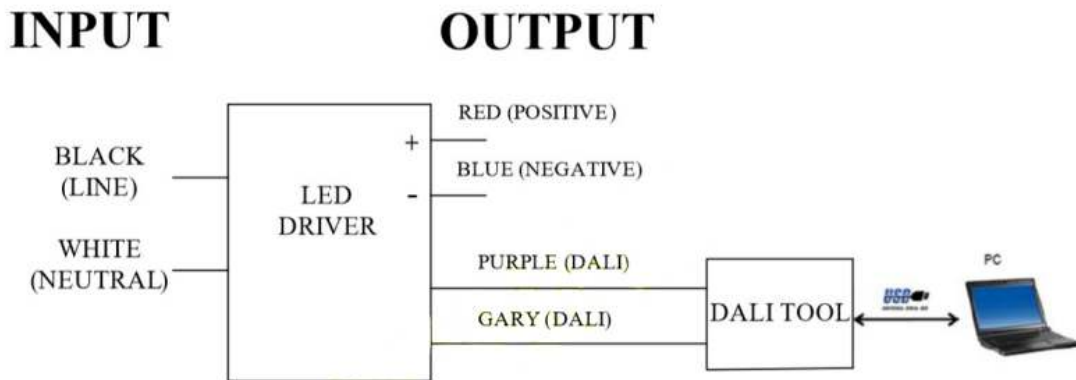 INPUT
OUTPUT
BLACK
(LINE)
WHITE
(NEUTRAL)
LED
DRIVER
+
-
RED (POSITIVE)
BLUE (NEGATIVE)
PURPLE (DALI)
GARY (DALI)
DALI TOOL
USB
PC